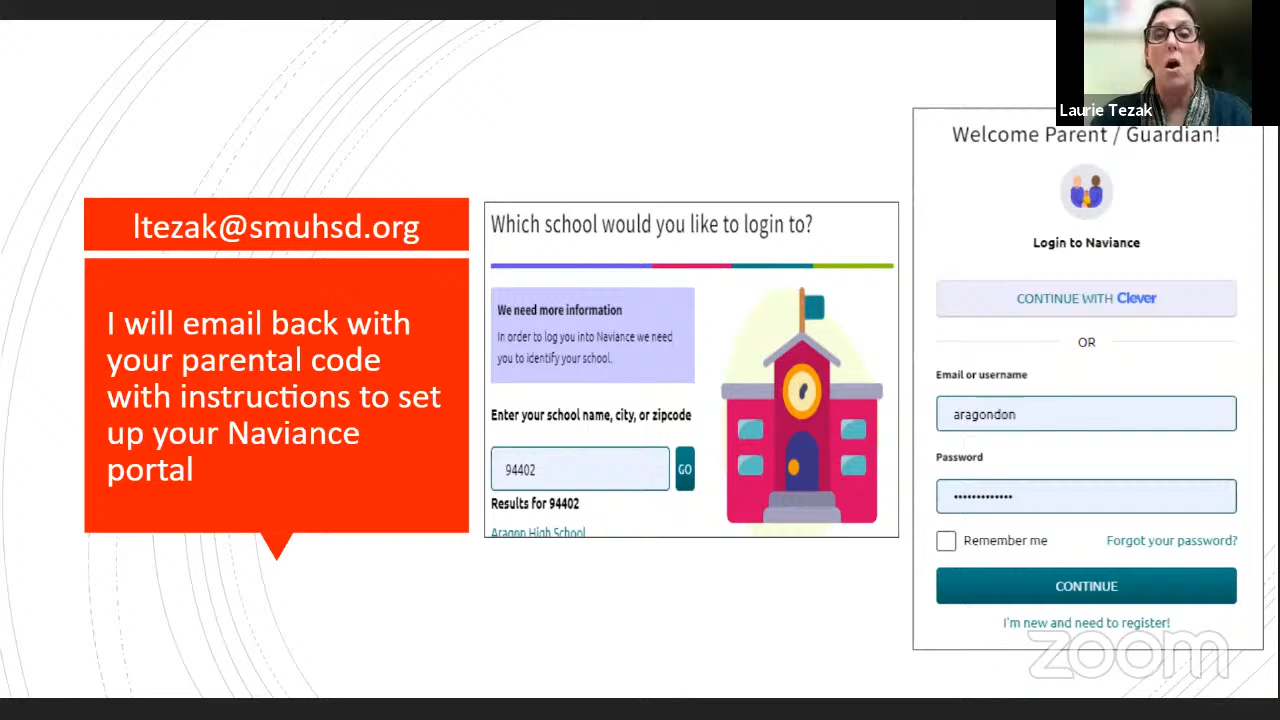 Laurie Tezak
ltezak@smuhsd.org
I will email back with
your parental code
with instructions to set
up your Naviance
portal
Which school would you like to login to?
We need more information
In order to log you into Naviance we need
you to identify your school.
Enter your school name, city, or zipcode
94402
GO
Results for 94402
Aragon High School
Welcome Parent / Guardian!
Login to Naviance
CONTINUE WITH Clever
OR
Email or username
aragondon
Password
•••••••••••••
Remember me
Forgot your password?
CONTINUE
I'm new and need to register!
zoom